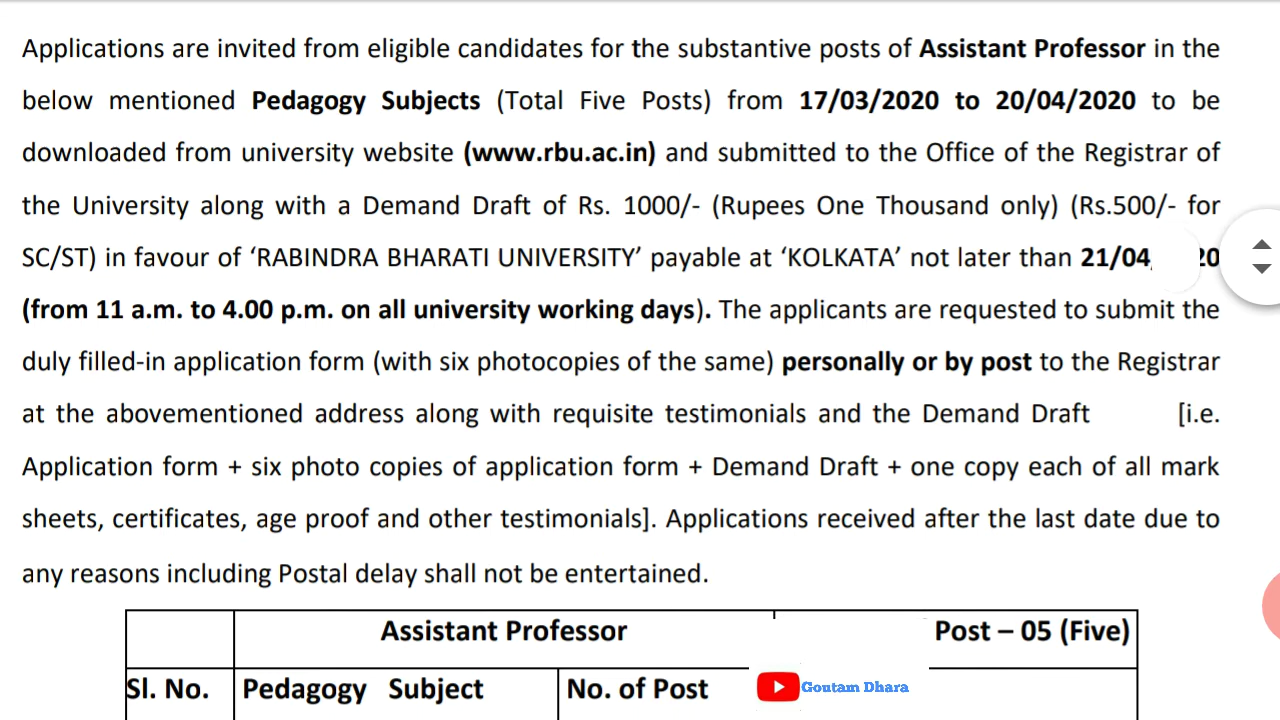 Applications are invited from eligible candidates for the substantive posts of Assistant Professor in the
below mentioned Pedagogy Subjects (Total Five Posts) from 17/03/2020 to 20/04/2020 to be
downloaded from university website (www.rbu.ac.in) and submitted to the Office of the Registrar of
the University along with a Demand Draft of Rs. 1000/- (Rupees One Thousand only) (Rs.500/- for
SC/ST) in favour of ‘RABINDRA BHARATI UNIVERSITY’ payable at ‘KOLKATA’ not later than 21/04 20
(from 11 a.m. to 4.00 p.m. on all university working days). The applicants are requested to submit the
duly filled-in application form (with six photocopies of the same) personally or by post to the Registrar
at the abovementioned address along with requisite testimonials and the Demand Draft [i.e.
Application form + six photo copies of application form + Demand Draft + one copy each of all mark
sheets, certificates, age proof and other testimonials]. Applications received after the last date due to
any reasons including Postal delay shall not be entertained.
Assistant Professor Post – 05 (Five)
Sl. No. Pedagogy Subject No. of Post
Goutam Dhara